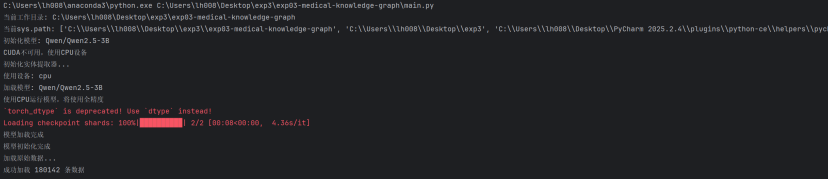 C:\Users\lh008\anaconda3\python.exe C:\Users\lh008\Desktop\exp3\exp03-medical-knowledge-graph\main.py
当前工作目录: C:\Users\lh008\Desktop\exp3\exp03-medical-knowledge-graph
当前sys.path: ['C:\\Users\\lh008\\Desktop\\exp3\\exp03-medical-knowledge-graph', 'C:\\Users\\lh008\\Desktop\\exp3', 'C:\\Users\\lh008\\Desktop\\PyCharm 2025.2.4\\plugins\\python-ce\\helpers\\pych
初始化模型: Qwen/Qwen2.5-3B
CUDA不可用，使用CPU设备
初始化实体提取器...
使用设备: cpu
加载模型: Qwen/Qwen2.5-3B
使用CPU运行模型，将使用全精度
`torch_dtype` is deprecated! Use `dtype` instead!
Loading checkpoint shards: 100%|██████████| 2/2 [00:08<00:00,  4.36s/it]
模型加载完成
模型初始化完成
加载原始数据...
成功加载 180142 条数据